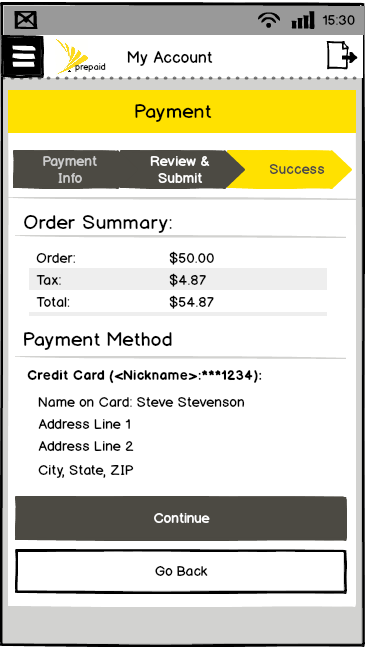 15:30
prepaid
My Account
Payment
Payment
Info
Review &
Submit
Success
Order Summary:
Order: $50.00
Tax: $4.87
Total: $54.87
Payment Method
Credit Card (<Nickname>:***1234):
Name on Card: Steve Stevenson
Address Line 1
Address Line 2
City, State, ZIP
Continue
Go Back